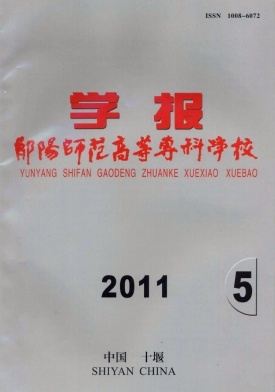 ISSN 1008-6072
学报
郧阳师范高等专科学校
YUNYANG SHIFAN GAODENG ZHUANKE XUEXIAO XUEBAO
2011
5
中国 十堰
SHIYAN CHINA